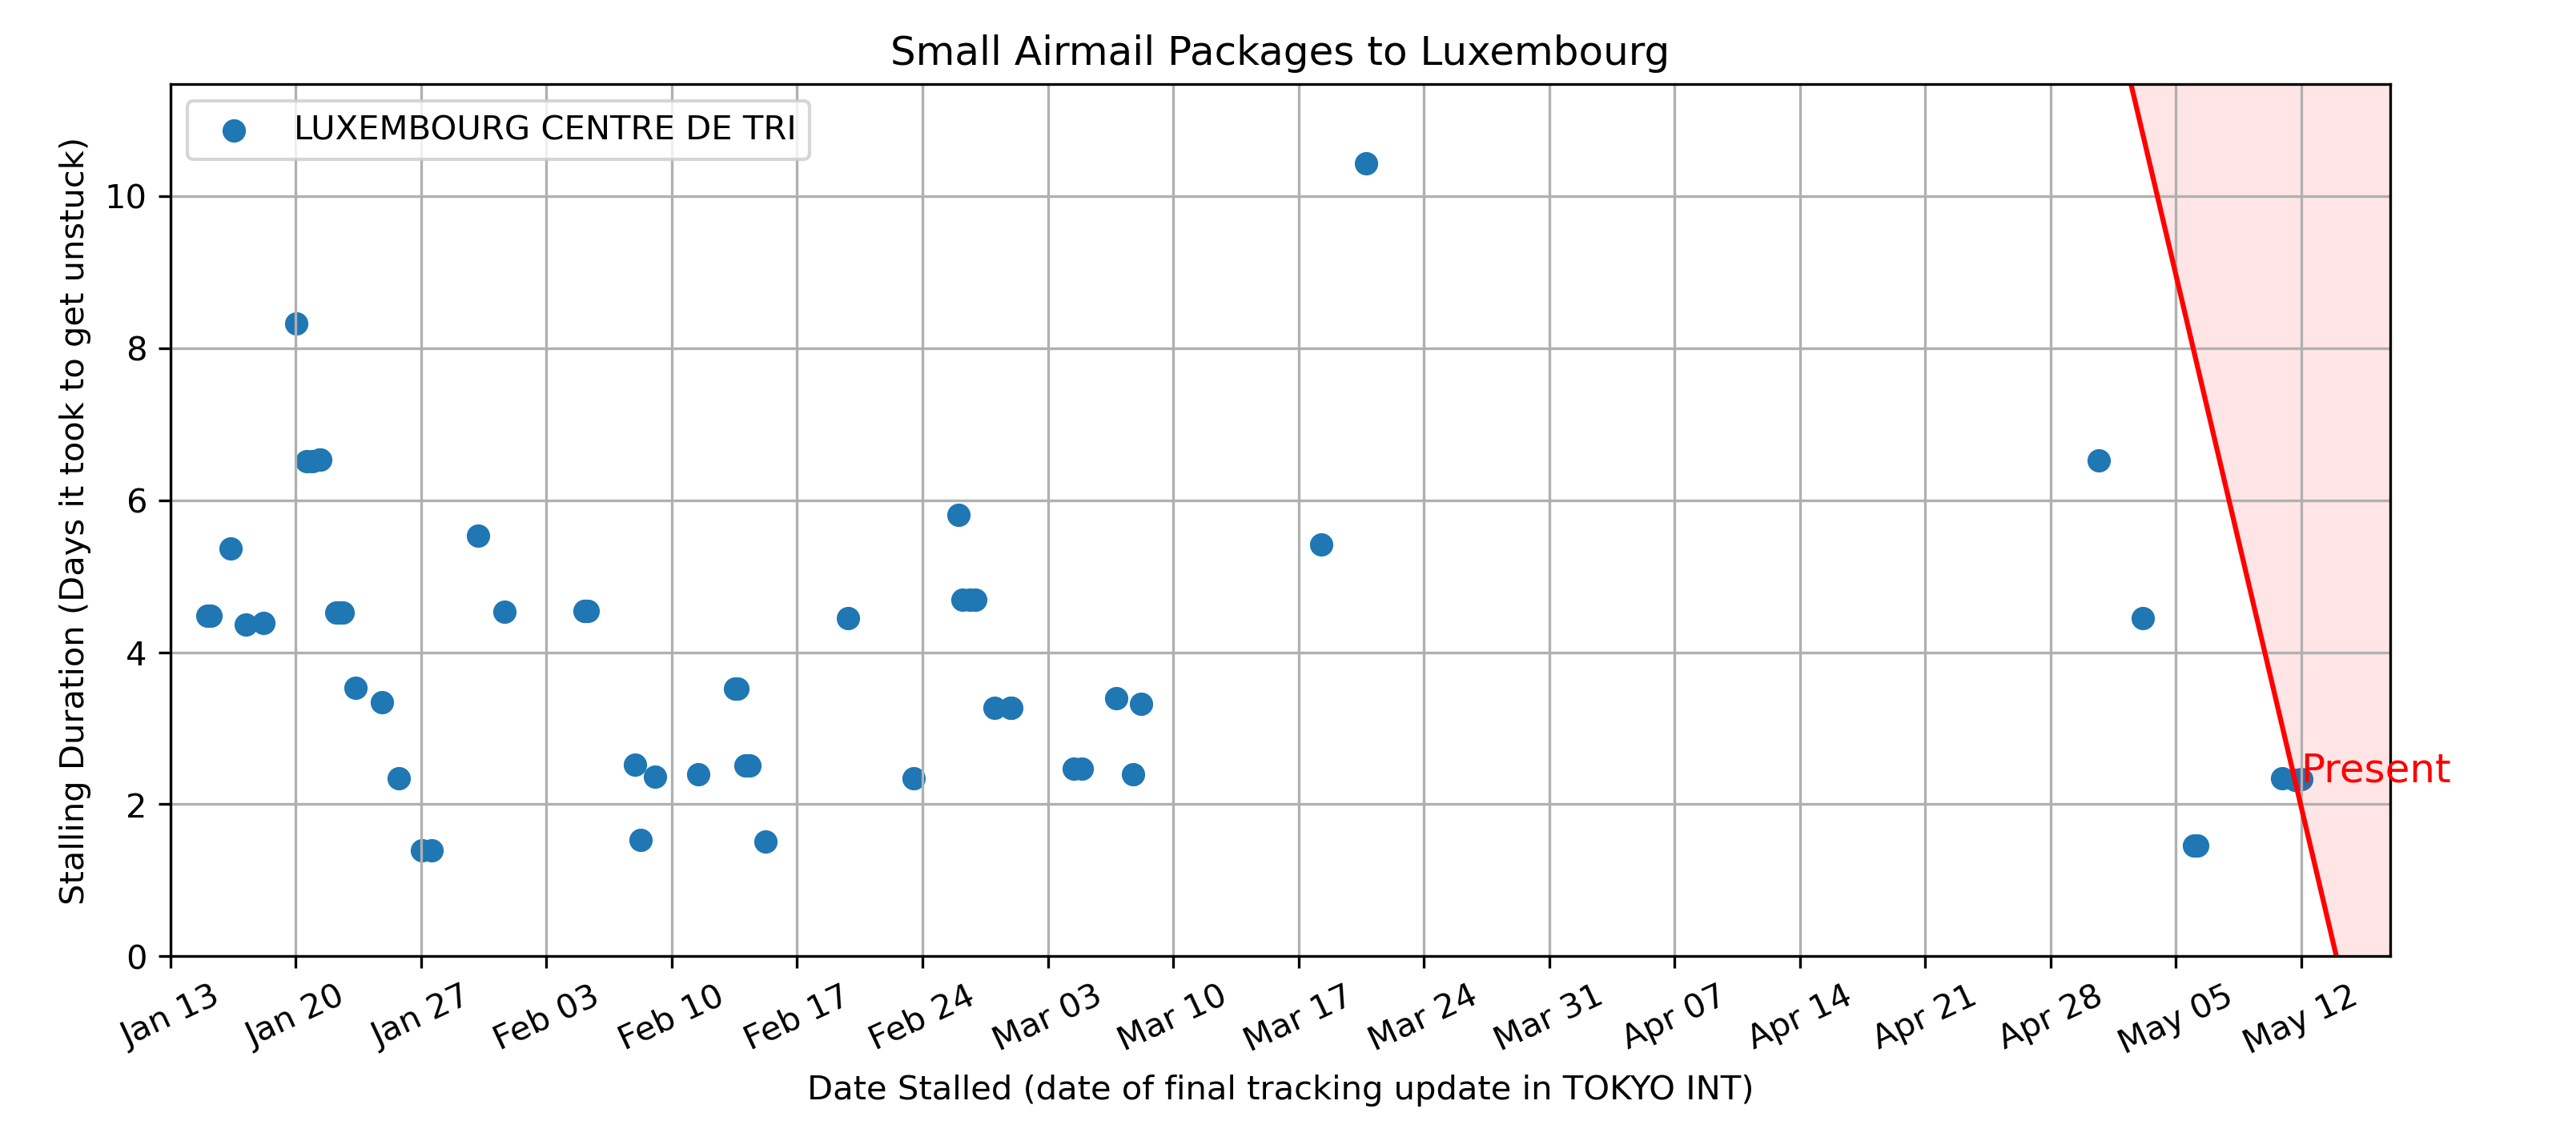 Small Airmail Packages to Luxembourg
LUXEMBOURG CENTRE DE TRI
Stalling Duration (Days it took to get unstuck)
10
8
6
4
2
0
Present
Jan 13
Jan 20
Jan 27
Feb 03
Feb 10
Feb 17
Feb 24
Mar 03
Mar 10
Mar 17
Mar 24
Mar 31
Apr 07
Apr 14
Apr 21
Apr 28
May 05
May 12
Date Stalled (date of final tracking update in TOKYO INT)